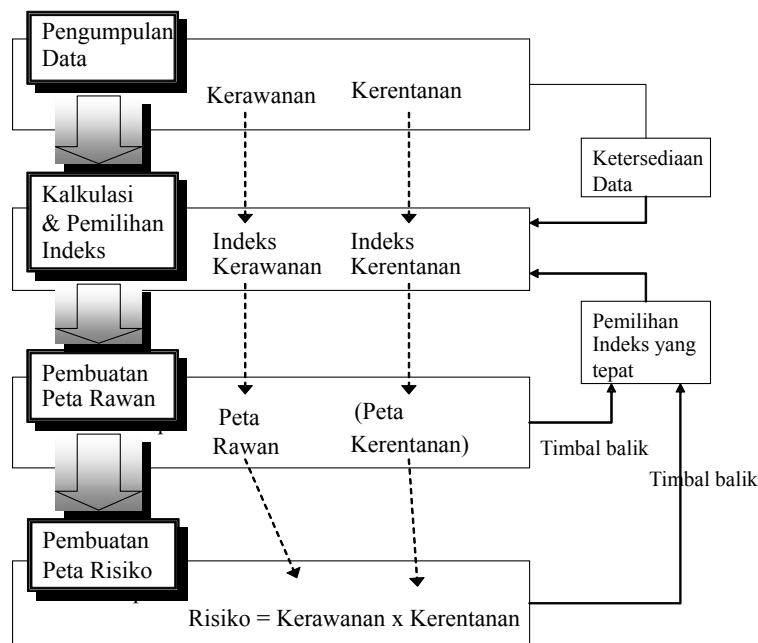 Pengumpulan
Data
Kerawanan
Kerentanan
Ketersediaan
Data
Kalkulasi
& Pemilihan
Indeks
Indeks
Kerawanan
Indeks
Kerentanan
Pemilihan
Indeks yang
tepat
Pembuatan
Peta Rawan
Peta
Rawan
(Peta
Kerentanan)
Timbal balik
Timbal balik
Pembuatan
Peta Risiko
Risiko = Kerawanan x Kerentanan